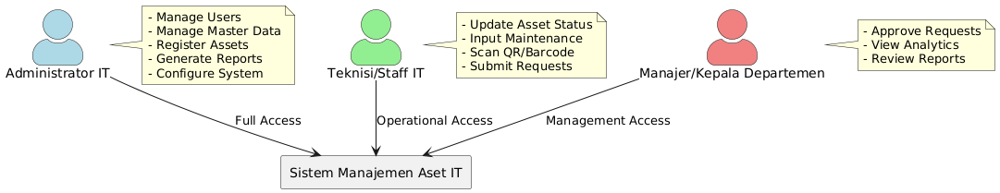 - Manage Users
- Manage Master Data
- Register Assets
- Generate Reports
- Configure System
Administrator IT
- Update Asset Status
- Input Maintenance
- Scan QR/Barcode
- Submit Requests
Teknisi/Staff IT
- Approve Requests
- View Analytics
- Review Reports
Manajer/Kepala Departemen
Full Access
Operational Access
Management Access
Sistem Manajemen Aset IT